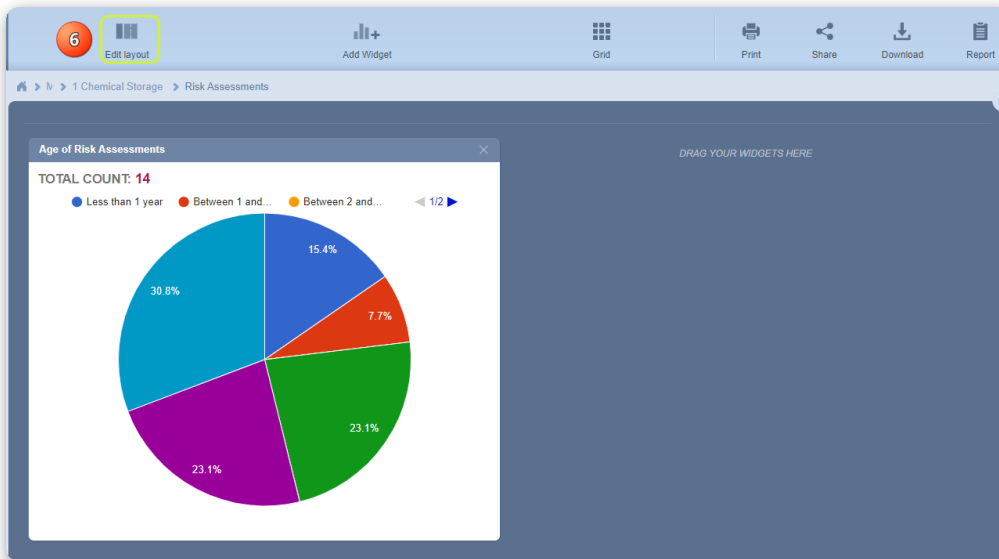 6
Edit layout
Add Widget
Grid
Print
Share
Download
Report
1 Chemical Storage
Risk Assessments
Age of Risk Assessments
DRAG YOUR WIDGETS HERE
TOTAL COUNT: 14
Less than 1 year
Between 1 and...
Between 2 and...
1/2
15.4%
30.8%
7.7%
23.1%
23.1%